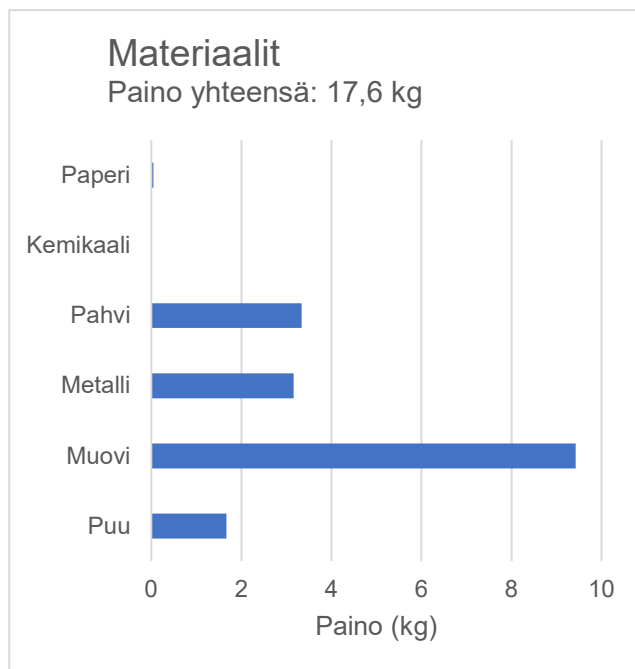 Materiaalit
Paino yhteensä: 17,6 kg
Paperi
Kemikaali
Pahvi
Metalli
Muovi
Puu
0 2 4 6 8 10
Paino (kg)